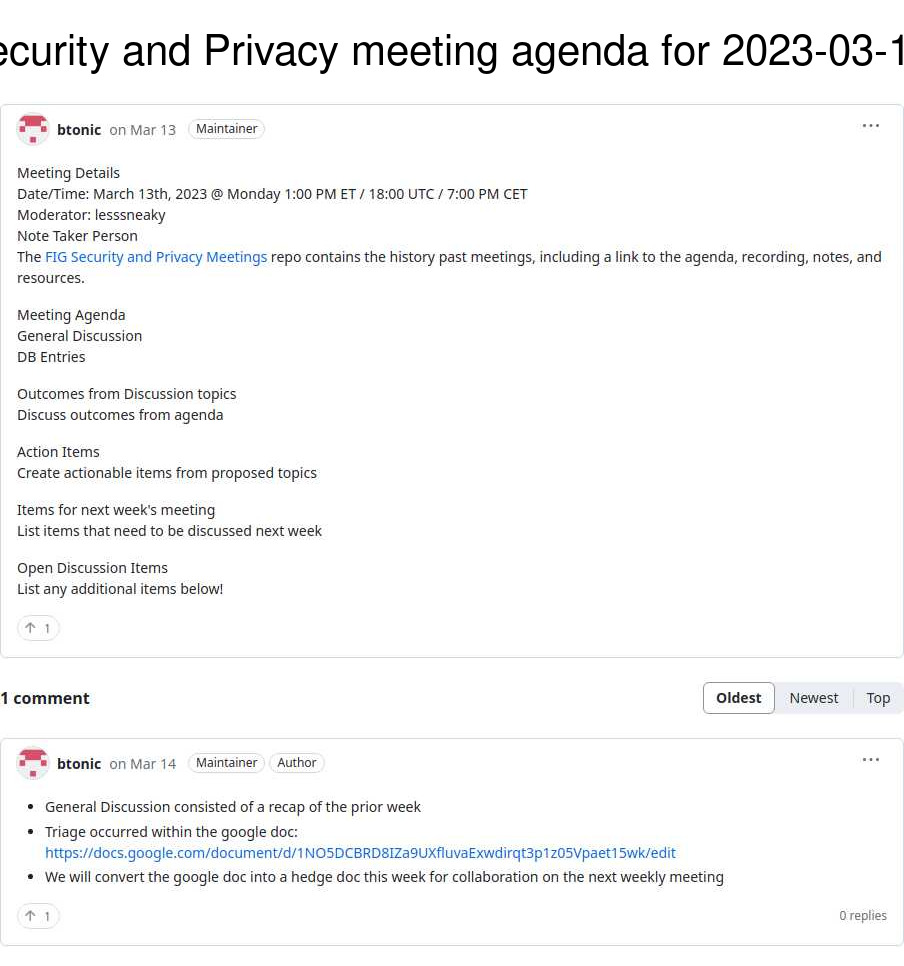 ecurity and Privacy meeting agenda for 2023-03-1
btonic on Mar 13 Maintainer
Meeting Details
Date/Time: March 13th, 2023 @ Monday 1:00 PM ET / 18:00 UTC / 7:00 PM CET
Moderator: lesssneaky
Note Taker Person
The FIG Security and Privacy Meetings repo contains the history past meetings, including a link to the agenda, recording, notes, and
resources.
Meeting Agenda
General Discussion
DB Entries
Outcomes from Discussion topics
Discuss outcomes from agenda
Action Items
Create actionable items from proposed topics
Items for next week's meeting
List items that need to be discussed next week
Open Discussion Items
List any additional items below!
↑ 1
1 comment
Oldest Newest Top
btonic on Mar 14 Maintainer Author
• General Discussion consisted of a recap of the prior week
• Triage occurred within the google doc:
https://docs.google.com/document/d/1NO5DCBRD8IZa9UXfluvaExwdirqt3p1z05Vpaet15wk/edit
• We will convert the google doc into a hedge doc this week for collaboration on the next weekly meeting
↑ 1
0 replies